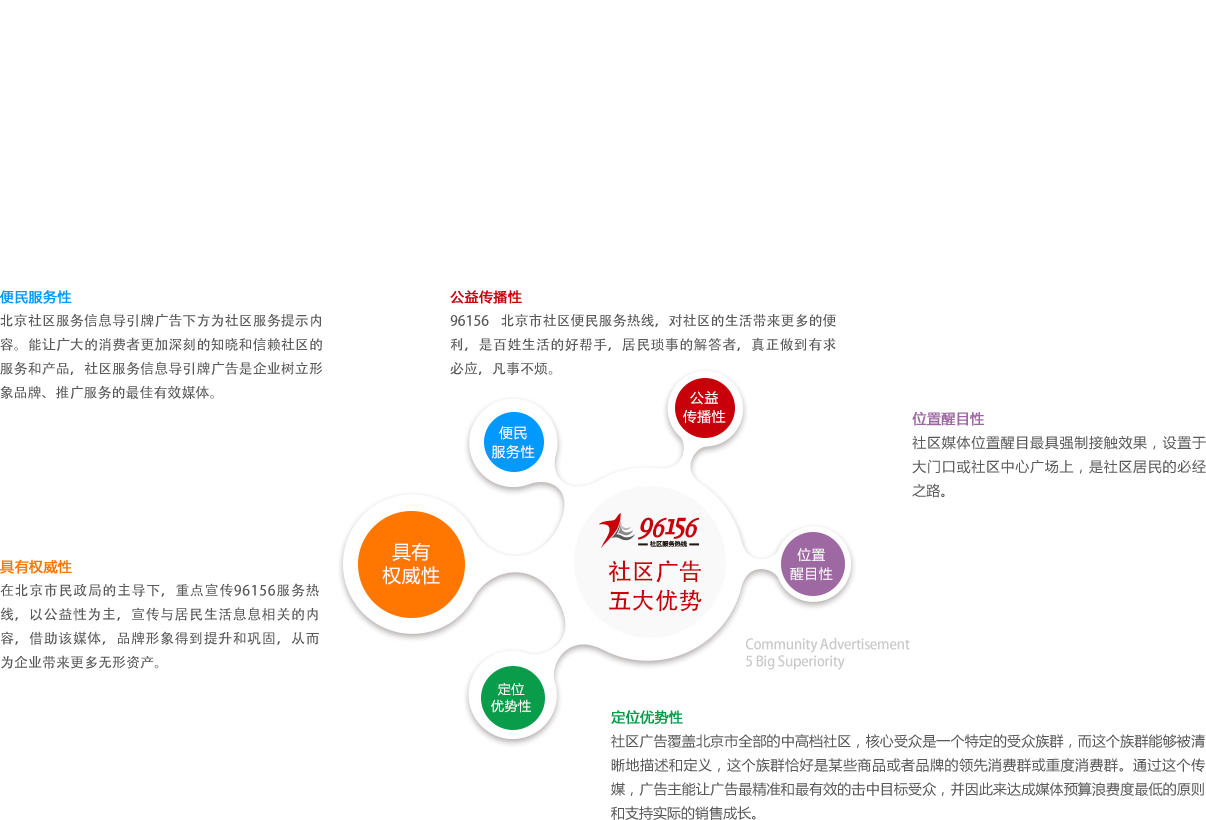 便民服务性
北京社区服务信息导引牌广告下方为社区服务提示内
容。能让广大的消费者更加深刻的知晓和信赖社区的
服务和产品，社区服务信息导引牌广告是企业树立形
象品牌、推广服务的最佳有效媒体。
公益传播性
96156 北京市社区便民服务热线，对社区的生活带来更多的便
利，是百姓生活的好帮手，居民琐事的解答者，真正做到有求
必应，凡事不烦。
公益
传播性
便民
服务性
位置醒目性
社区媒体位置醒目最具强制接触效果，设置于
大门口或社区中心广场上，是社区居民的必经
之路。
具有
权威性
96156
社区服务热线
社区广告
五大优势
位置
醒目性
具有权威性
在北京市民政局的主导下，重点宣传96156服务热
线，以公益性为主，宣传与居民生活息息相关的内
容，借助该媒体，品牌形象得到提升和巩固，从而
为企业带来更多无形资产。
Community Advertisement
5 Big Superiority
定位
优势性
定位优势性
社区广告覆盖北京市全部的中高档社区，核心受众是一个特定的受众族群，而这个族群能够被清
晰地描述和定义，这个族群恰好是某些商品或者品牌的领先消费群或重度消费群。通过这个传
媒，广告主能让广告最精准和最有效的击中目标受众，并因此来达成媒体预算浪费度最低的原则
和支持实际的销售成长。